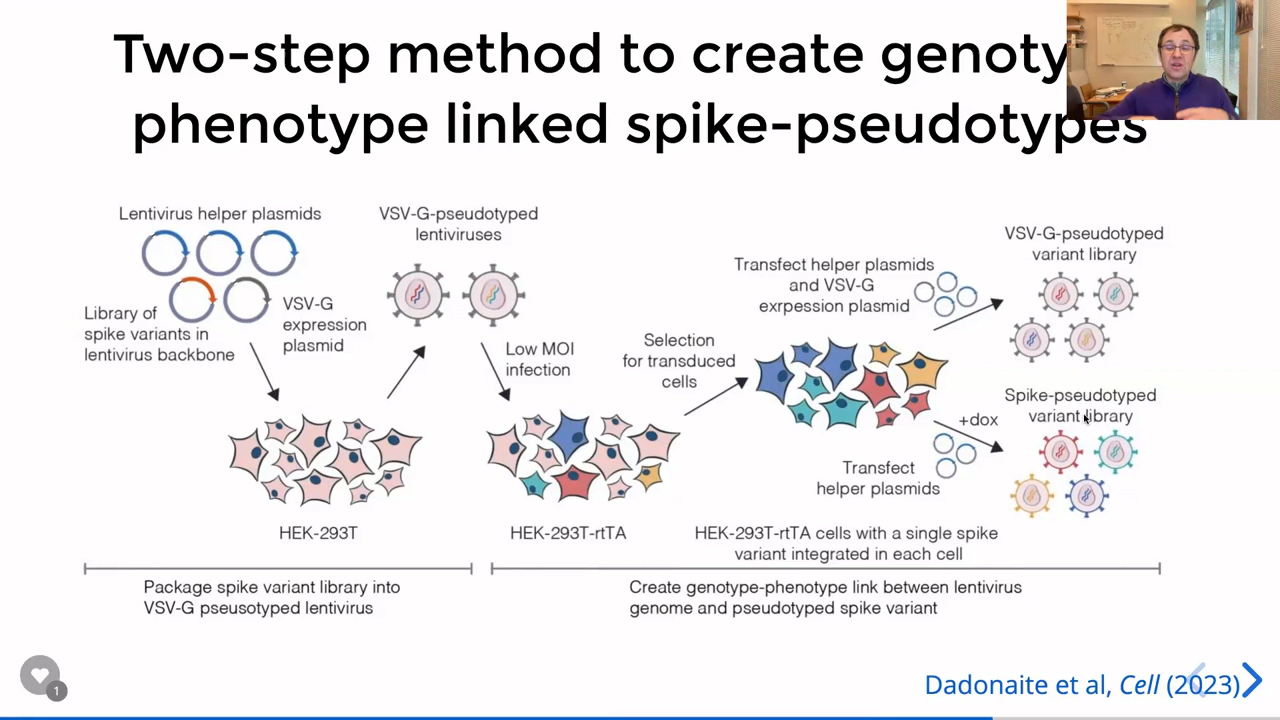 Two-step method to create genoty
phenotype linked spike-pseudotypes
Lentivirus helper plasmids
Library of
spike variants in
lentivirus backbone
VSV-G
expression
plasmid
VSV-G-pseudotyped
lentiviruses
Low MOI
infection
Selection
for transduced
cells
Transfect helper plasmids
and VSV-G
exrpession plasmid
VSV-G-pseudotyped
variant library
Spike-pseudotyped
variant library
+dox
Transfect
helper plasmids
HEK-293T
HEK-293T-rtTA
HEK-293T-rtTA cells with a single spike
variant integrated in each cell
Package spike variant library into
VSV-G pseusotyped lentivirus
Create genotype-phenotype link between lentivirus
genome and pseudotyped spike variant
1
Dadonaite et al, Cell (2023)